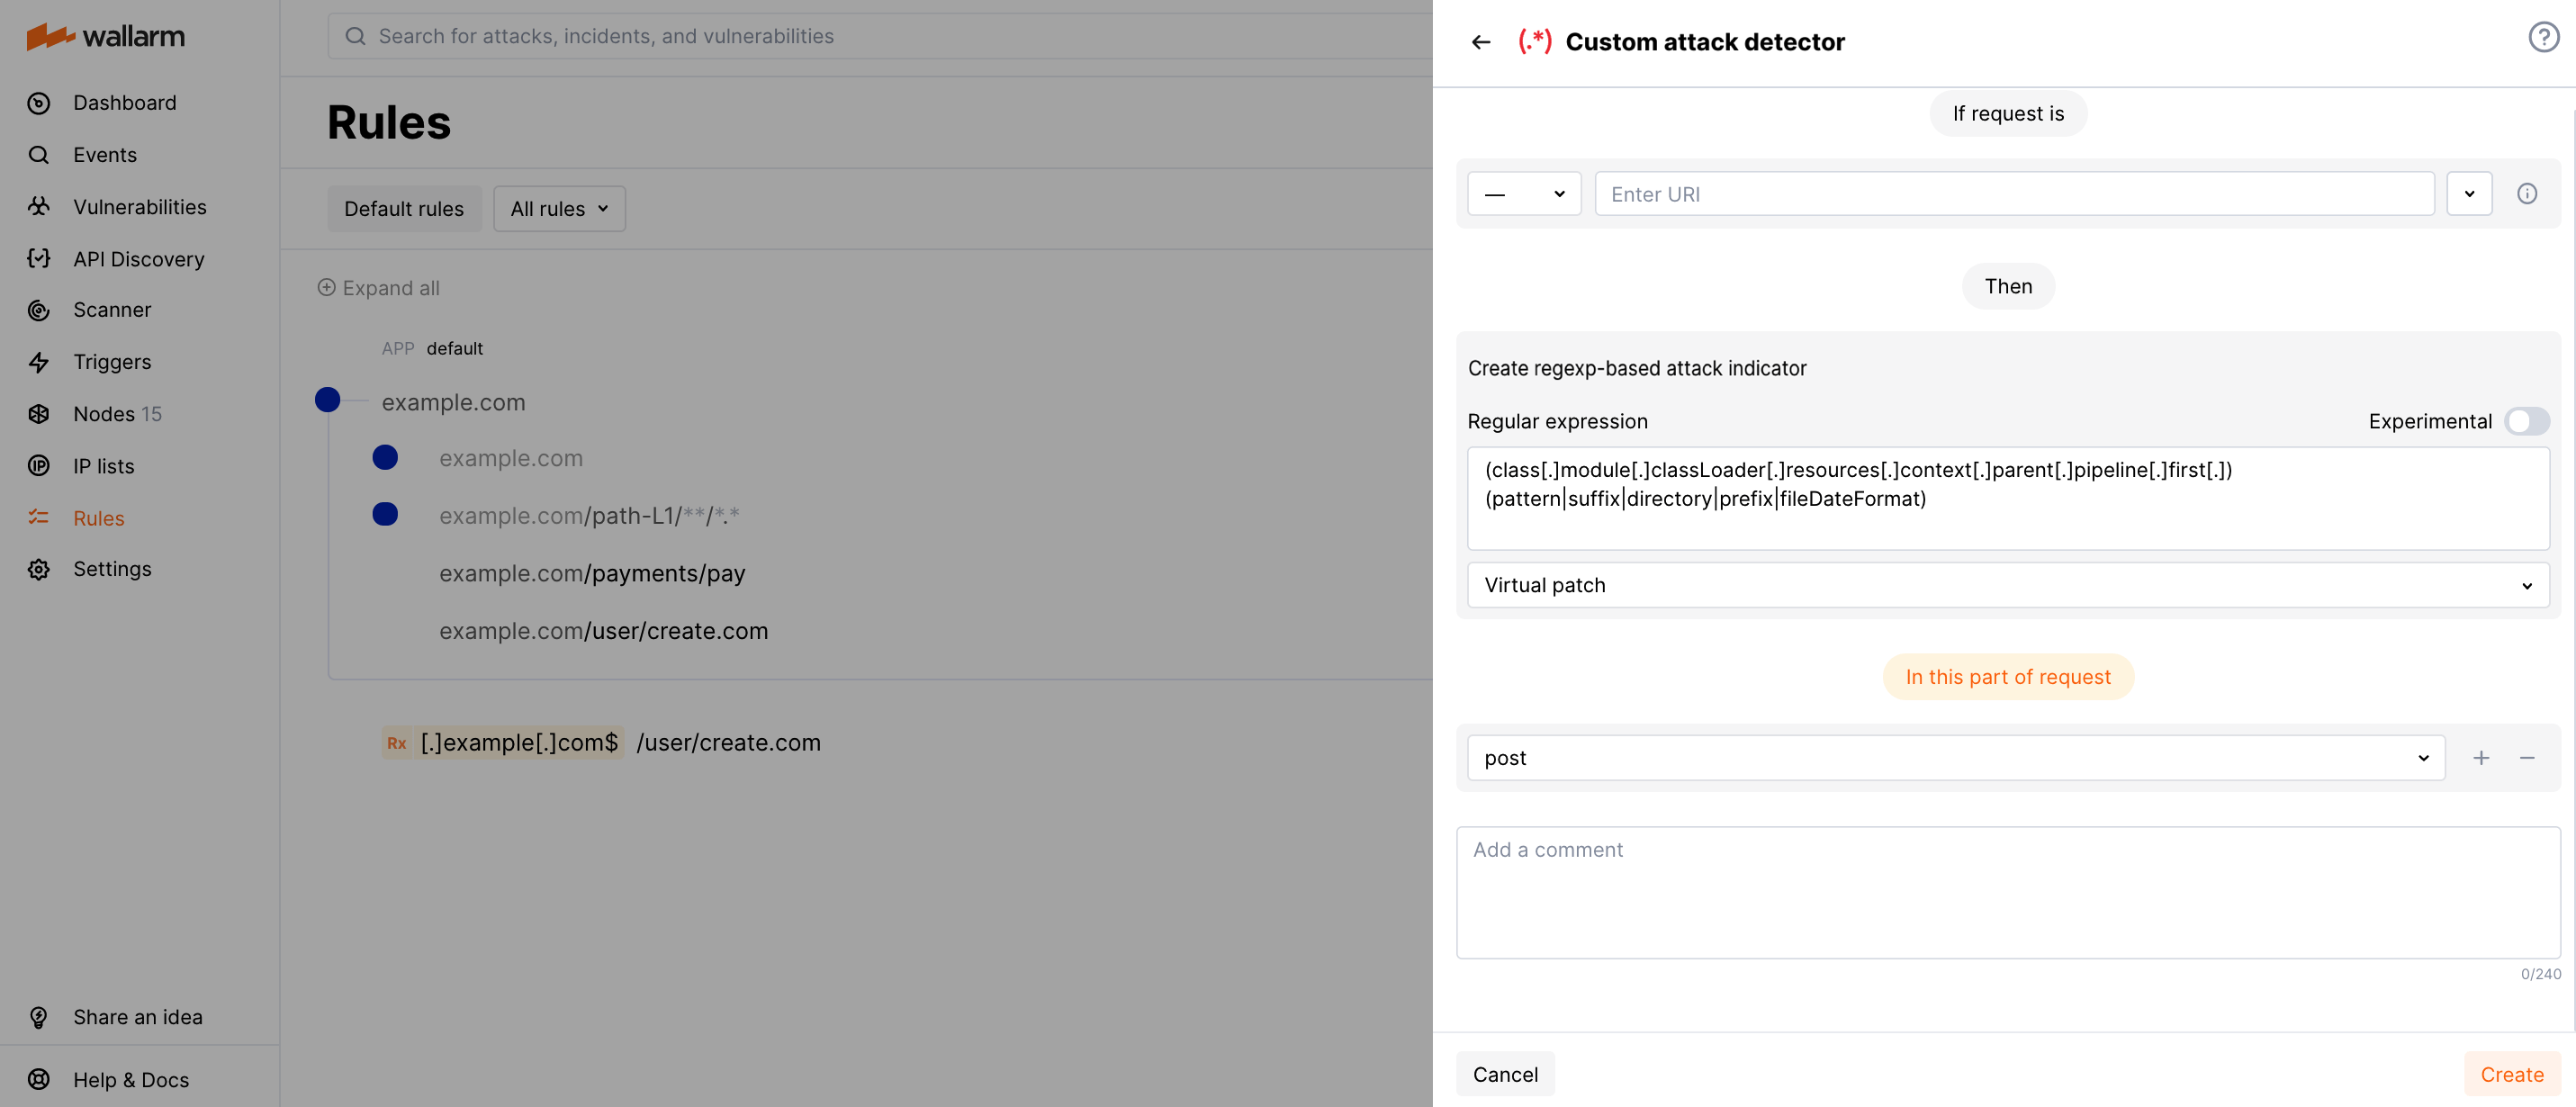 wallarm
Dashboard
Events
Vulnerabilities
API Discovery
Scanner
Triggers
Nodes 15
IP lists
Rules
Settings
Share an idea
Help & Docs
Search for attacks, incidents, and vulnerabilities
Rules
Default rules
All rules
Expand all
APP default
example.com
example.com
example.com/path-L1/**/*.*
example.com/payments/pay
example.com/user/create.com
Rx [.]example[.]com$ /user/create.com
(.*) Custom attack detector
If request is
— Enter URI
Then
Create regexp-based attack indicator
Regular expression Experimental
(class[.]module[.]classLoader[.]resources[.]context[.]parent[.]pipeline[.]first[.])
(pattern|suffix|directory|prefix|fileDateFormat)
Virtual patch
In this part of request
post
Add a comment
0/240
Cancel
Create